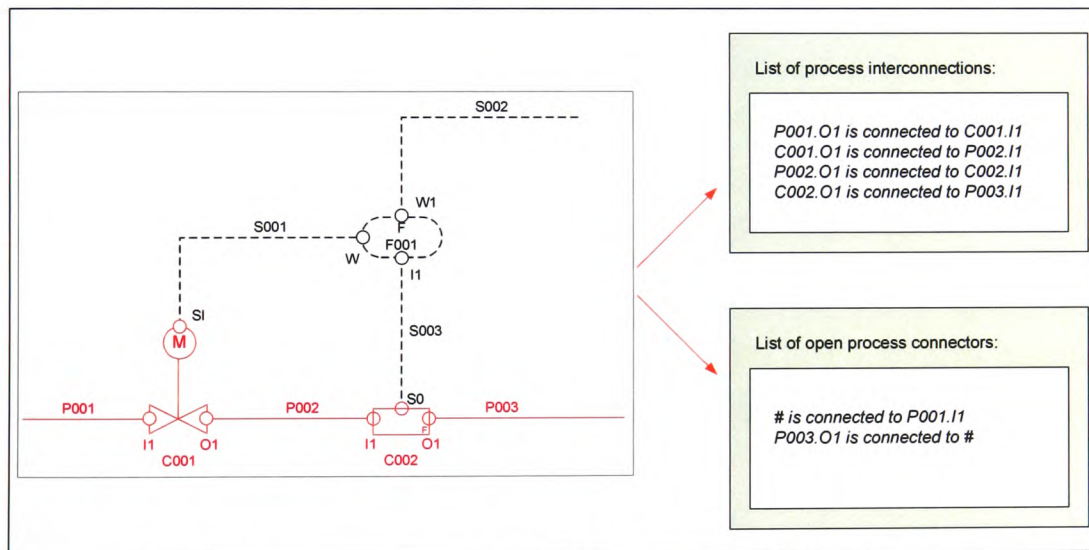 S002
W1
F
S001
F001
W
I1
S003
SI
M
S0
P001
P002
P003
I1
O1
I1
F
O1
C001
C002
List of process interconnections:
P001.O1 is connected to C001.I1
C001.O1 is connected to P002.I1
P002.O1 is connected to C002.I1
C002.O1 is connected to P003.I1
List of open process connectors:
# is connected to P001.I1
P003.O1 is connected to #